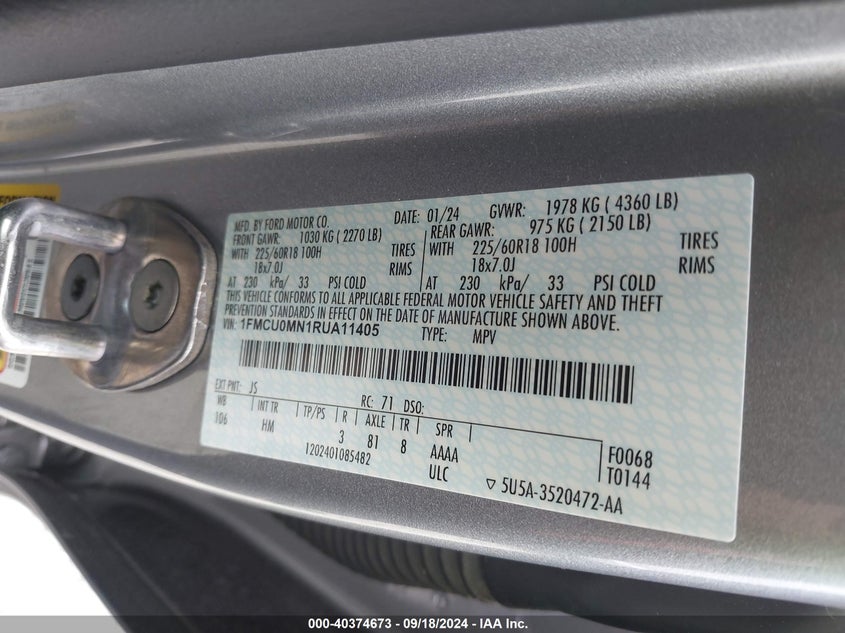 MFD. BY FORD MOTOR CO. DATE: 01/24 GVWR: 1978 KG ( 4360 LB)
FRONT GAWR: 1030 KG ( 2270 LB) REAR GAWR: 975 KG ( 2150 LB)
WITH 225/60R18 100H TIRES WITH 225/60R18 100H TIRES
18x7.0J RIMS 18x7.0J RIMS
AT 230 kPa/ 33 PSI COLD AT 230 kPa/ 33 PSI COLD
THIS VEHICLE CONFORMS TO ALL APPLICABLE FEDERAL MOTOR VEHICLE SAFETY AND THEFT
PREVENTION STANDARDS IN EFFECT ON THE DATE OF MANUFACTURE SHOWN ABOVE.
VIN: 1FMCU0MN1RUA11405 TYPE: MPV
EXT PNT: JS RC: 71 DSO:
WB INT TR TP/PS R AXLE TR SPR
106 HM 3 81 8 AAAA F0068
1202401085482 ULC T0144
▽ 5U5A-3520472-AA
000-40374673 - 09/18/2024 - IAA Inc.